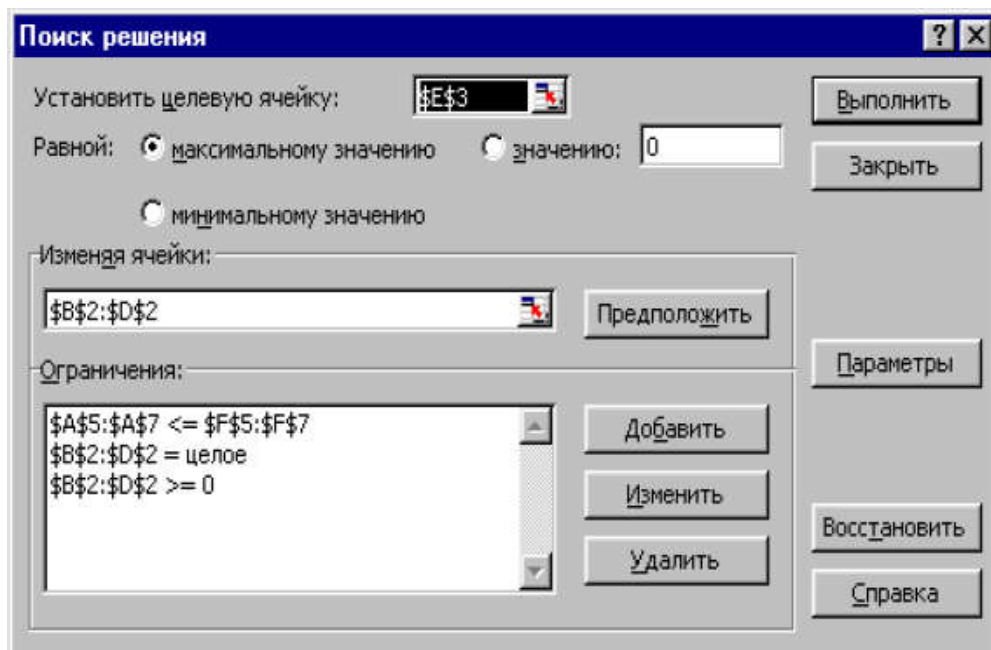 Поиск решения
Установить целевую ячейку: $E$3
Выполнить
Равной: максимальному значению значению: 0
Закрыть
минимальному значению
Изменяя ячейки:
$B$2:$D$2
Предположить
Параметры
Ограничения:
$A$5:$A$7 <= $F$5:$F$7
$B$2:$D$2 = целое
$B$2:$D$2 >= 0
Добавить
Изменить
Удалить
Восстановить
Справка